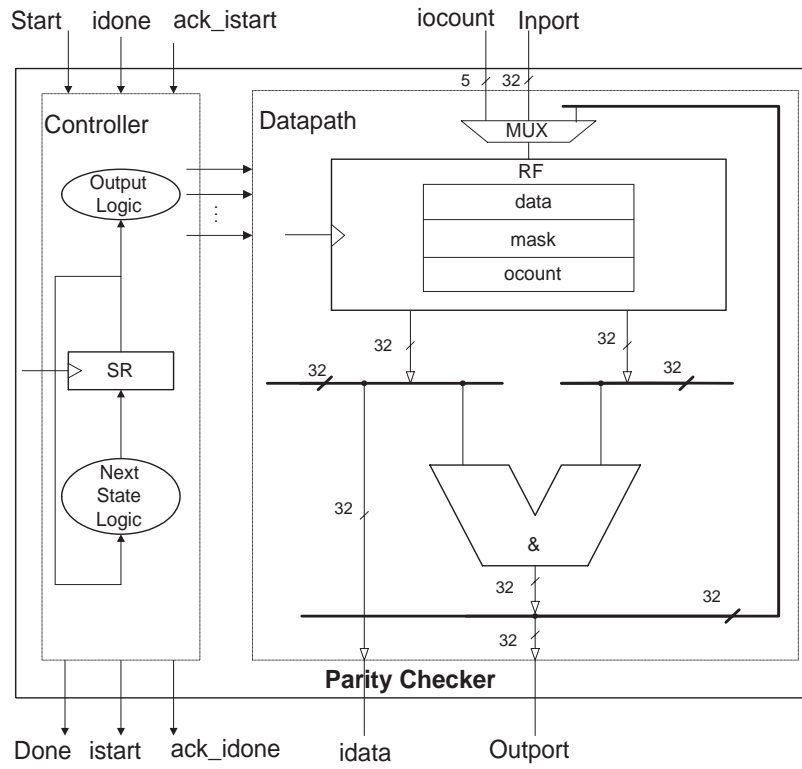 Start idone ack_istart
iocount Inport
5 32
Controller
Datapath
MUX
RF
Output
Logic
data
mask
ocount
...
32
32
SR
32
32
Next
State
Logic
32
&
32
32
32
Parity Checker
Done istart ack_idone
idata Outport